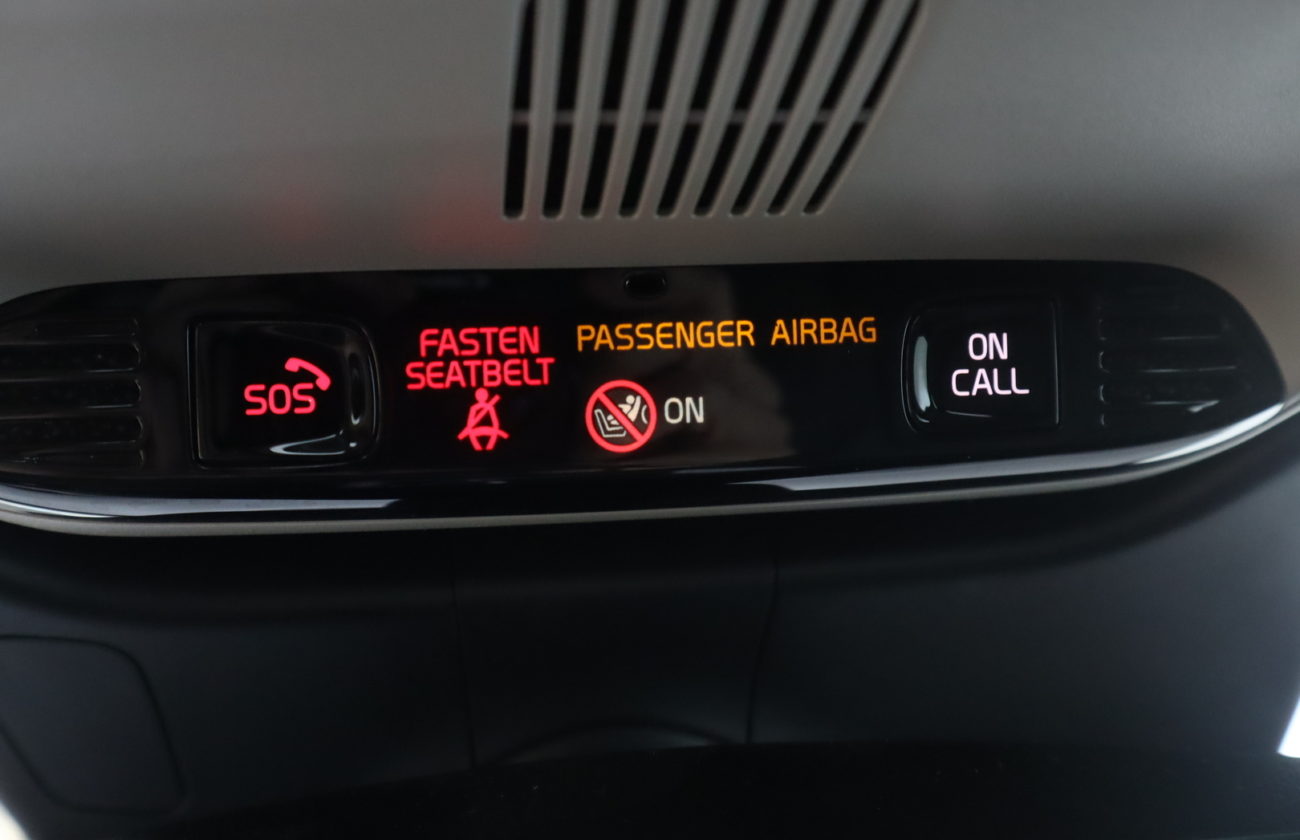 SOS
FASTEN
SEATBELT
PASSENGER AIRBAG
ON
ON
CALL